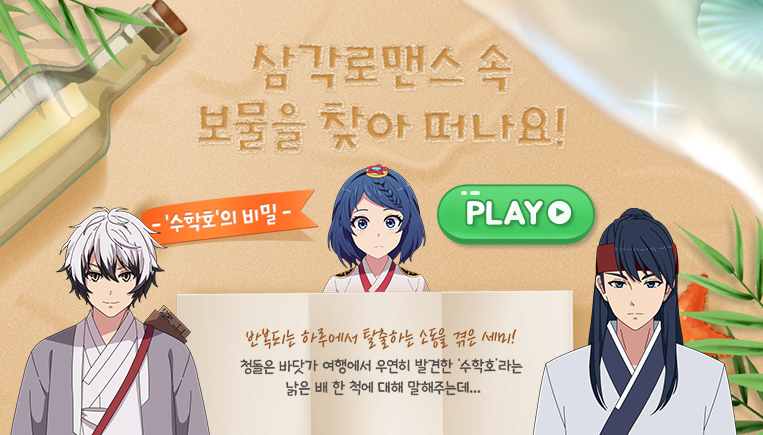 삼각로맨스 속
보물을 찾아 떠나요!
- '수학호'의 비밀 -
PLAY
반복되는 하루에서 탈출하는 소동을 겪은 세미!
청돌은 바닷가 여행에서 우연히 발견한 '수학호'라는
낡은 배 한 척에 대해 말해주는데...